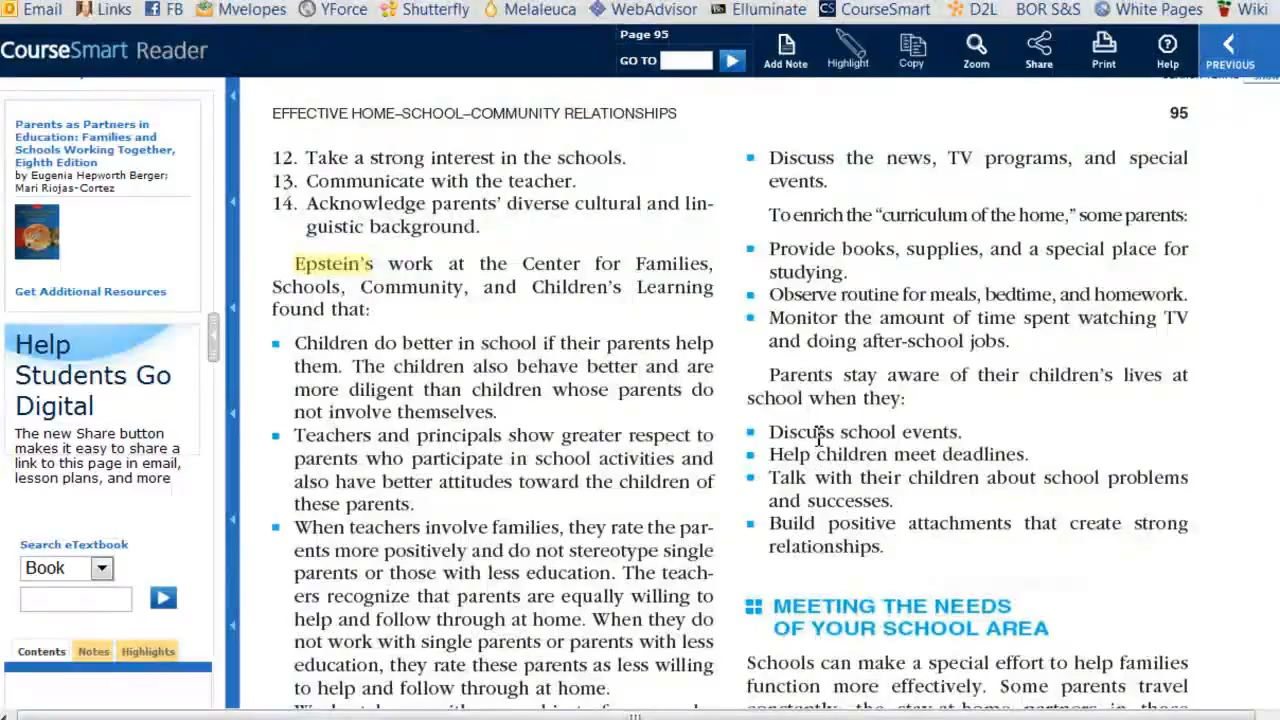 Email Links FB Mvelopes YForce Shutterfly Melaleuca WebAdvisor Elluminate CourseSmart D2L BOR S&S White Pages Wiki
CourseSmart Reader
Page 95
GO TO
Add Note Highlight Copy Zoom Share Print Help PREVIOUS
Parents as Partners in
Education: Families and
Schools Working Together,
Eighth Edition
by Eugenia Hepworth Berger;
Mari Riojas-Cortez
Get Additional Resources
Help
Students Go
Digital
The new Share button
makes it easy to share a
link to this page in email,
lesson plans, and more
Search eTextbook
Book
Contents Notes Highlights
EFFECTIVE HOME–SCHOOL–COMMUNITY RELATIONSHIPS 95
12. Take a strong interest in the schools.
13. Communicate with the teacher.
14. Acknowledge parents’ diverse cultural and lin-
guistic background.
Epstein’s work at the Center for Families,
Schools, Community, and Children’s Learning
found that:
Children do better in school if their parents help
them. The children also behave better and are
more diligent than children whose parents do
not involve themselves.
Teachers and principals show greater respect to
parents who participate in school activities and
also have better attitudes toward the children of
these parents.
When teachers involve families, they rate the par-
ents more positively and do not stereotype single
parents or those with less education. The teach-
ers recognize that parents are equally willing to
help and follow through at home. When they do
not work with single parents or parents with less
education, they rate these parents as less willing
to help and follow through at home.
Discuss the news, TV programs, and special
events.
To enrich the “curriculum of the home,” some parents:
Provide books, supplies, and a special place for
studying.
Observe routine for meals, bedtime, and homework.
Monitor the amount of time spent watching TV
and doing after-school jobs.
Parents stay aware of their children’s lives at
school when they:
Discuss school events.
Help children meet deadlines.
Talk with their children about school problems
and successes.
Build positive attachments that create strong
relationships.
MEETING THE NEEDS
OF YOUR SCHOOL AREA
Schools can make a special effort to help families
function more effectively. Some parents travel